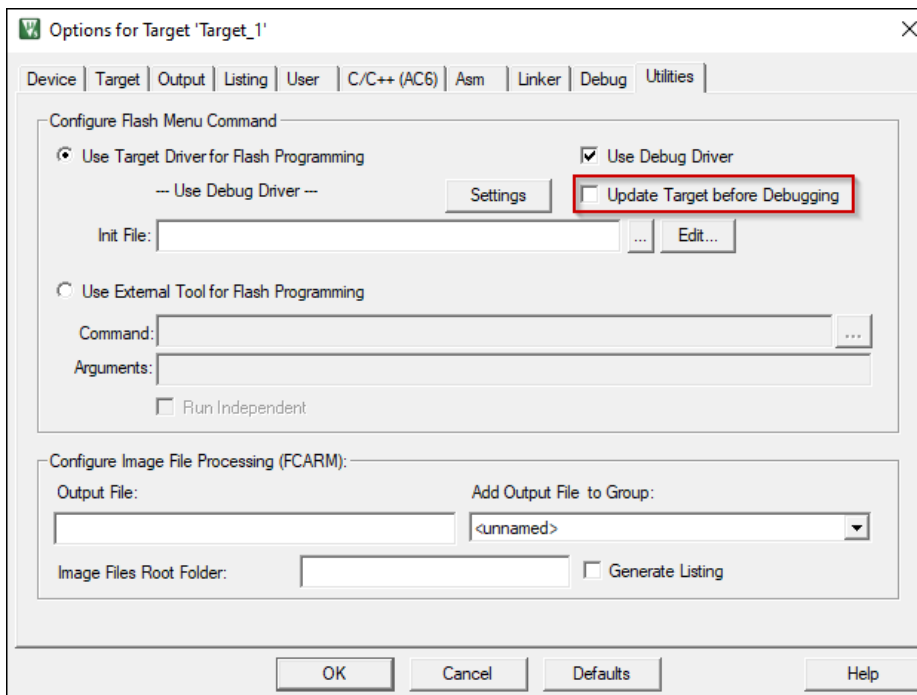 Options for Target 'Target_1'
Device Target Output Listing User C/C++ (AC6) Asm Linker Debug Utilities
Configure Flash Menu Command
Use Target Driver for Flash Programming Use Debug Driver
--- Use Debug Driver --- Settings Update Target before Debugging
Init File: ... Edit...
Use External Tool for Flash Programming
Command: ...
Arguments:
Run Independent
Configure Image File Processing (FCARM):
Output File: Add Output File to Group:
<unnamed>
Image Files Root Folder: Generate Listing
OK Cancel Defaults Help